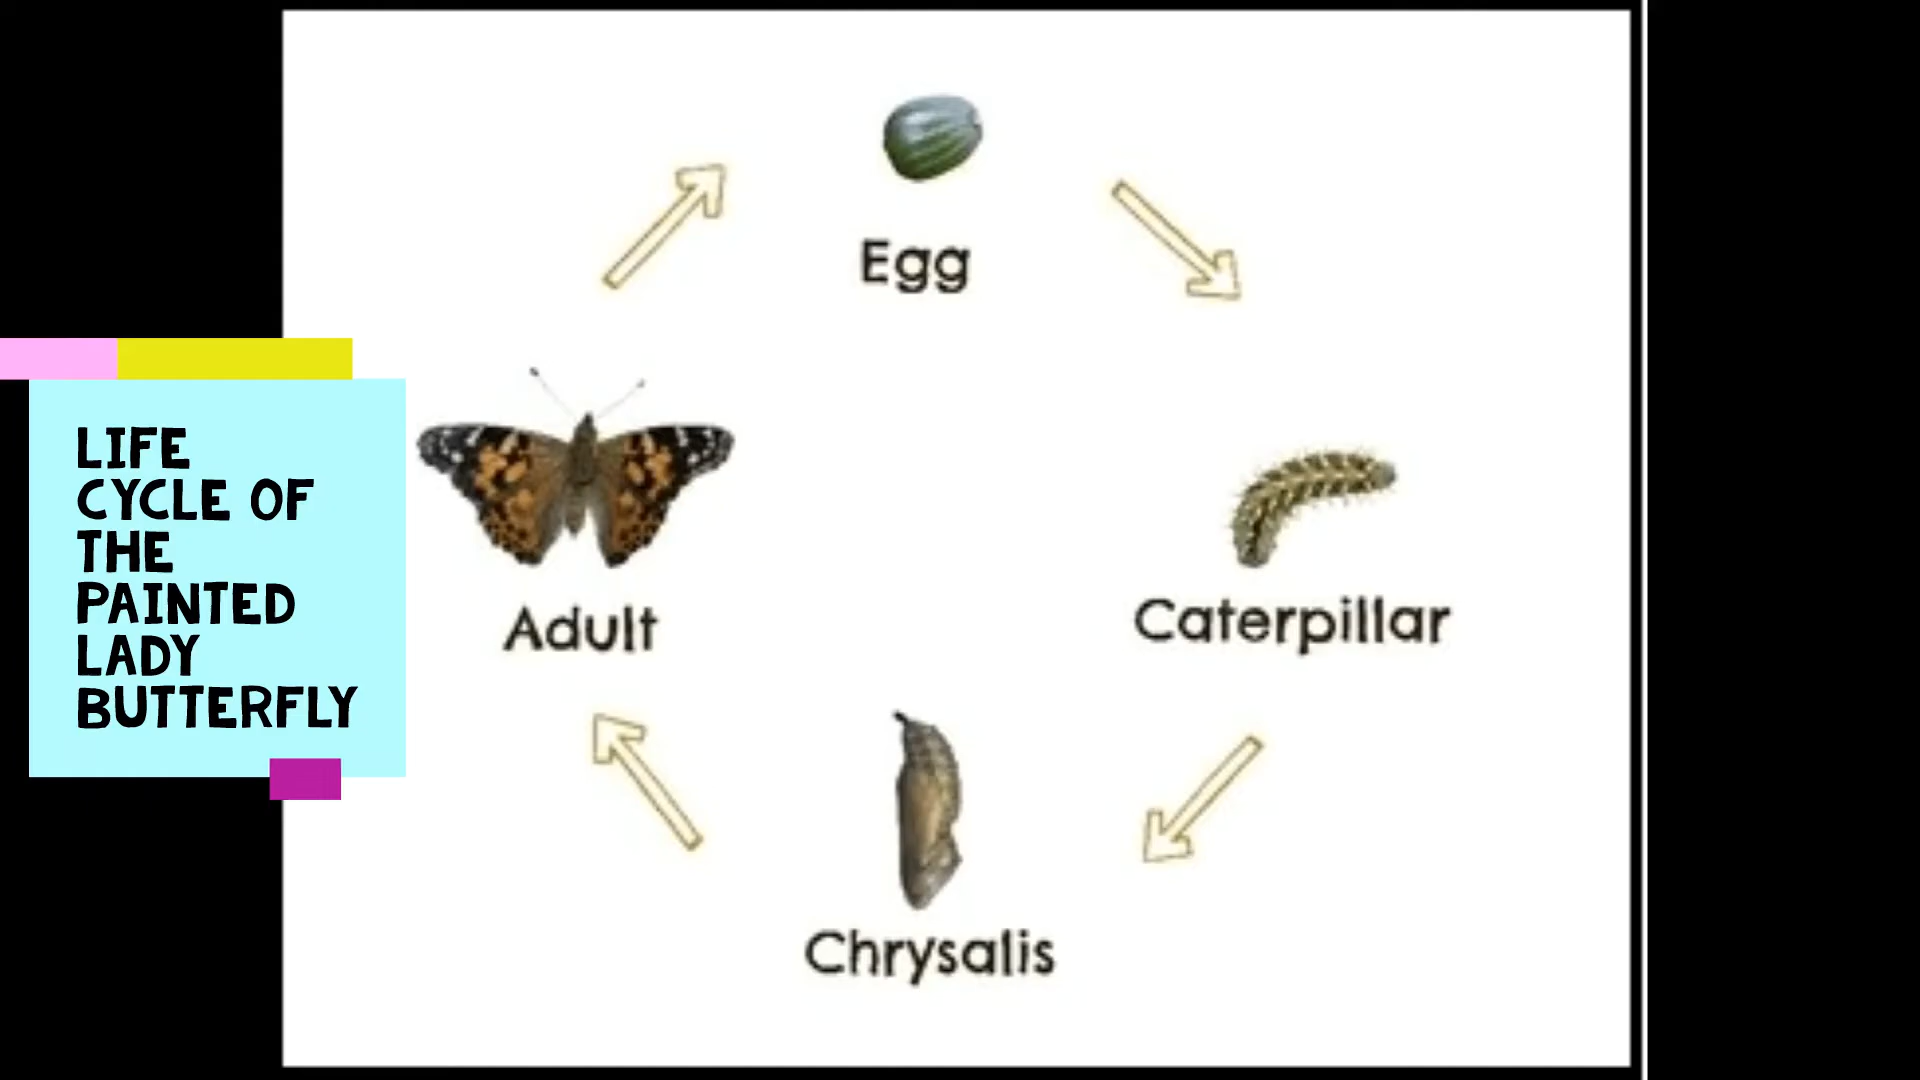 LIFE
CYCLE OF
THE
PAINTED
LADY
BUTTERFLY
Egg
Caterpillar
Chrysalis
Adult